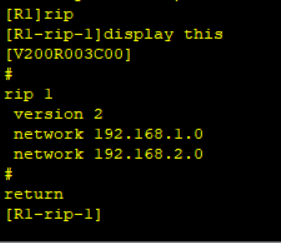 [R1]rip
[R1-rip-1]display this
[V200R003C00]
#
rip 1
 version 2
 network 192.168.1.0
 network 192.168.2.0
#
return
[R1-rip-1]